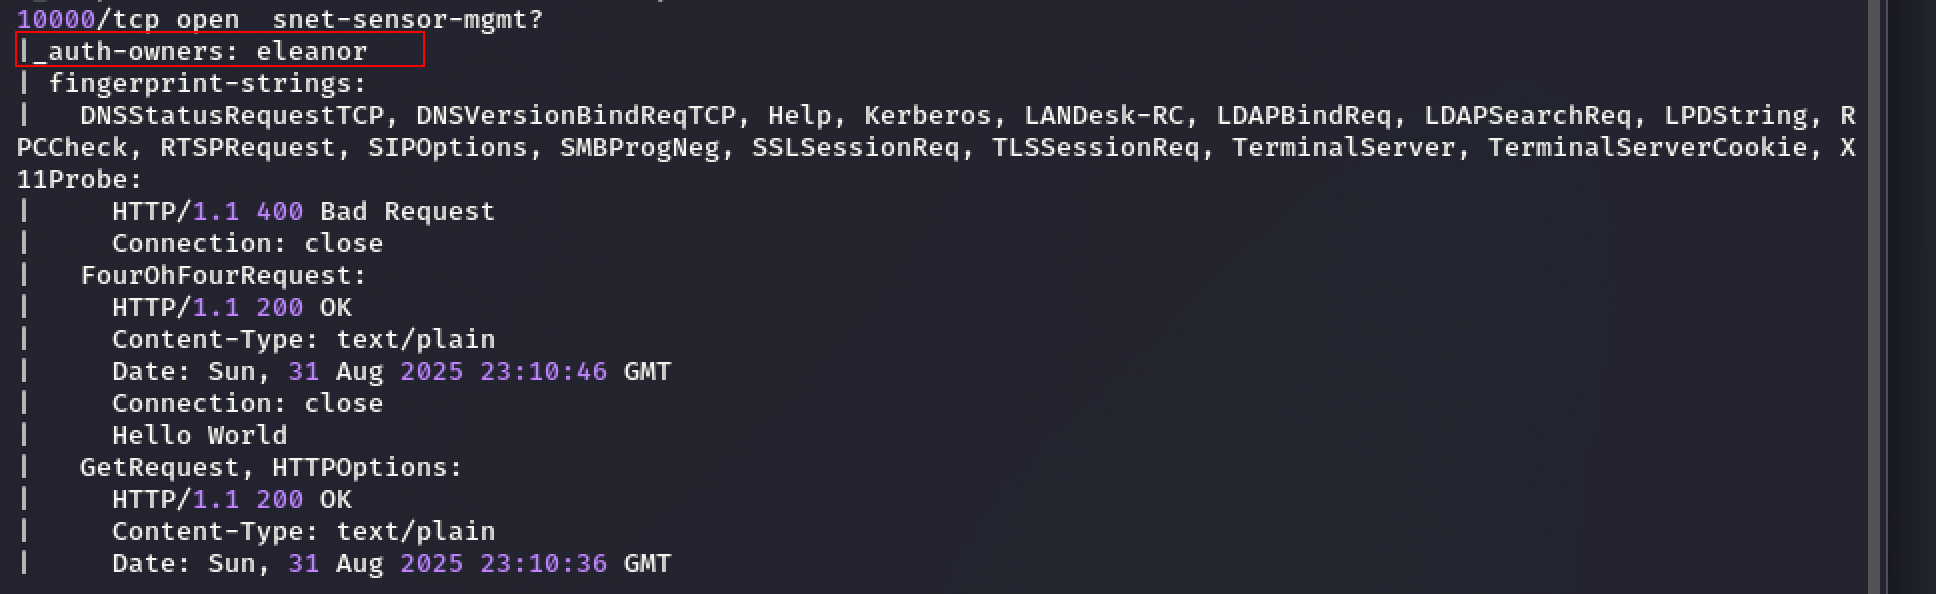 10000/tcp open  snet-sensor-mgmt?
|_auth-owners: eleanor
| fingerprint-strings:
|   DNSStatusRequestTCP, DNSVersionBindReqTCP, Help, Kerberos, LANDesk-RC, LDAPBindReq, LDAPSearchReq, LPDString, R
PCCheck, RTSPRequest, SIPOptions, SMBProgNeg, SSLSessionReq, TLSSessionReq, TerminalServer, TerminalServerCookie, X
11Probe:
|     HTTP/1.1 400 Bad Request
|     Connection: close
|   FourOhFourRequest:
|     HTTP/1.1 200 OK
|     Content-Type: text/plain
|     Date: Sun, 31 Aug 2025 23:10:46 GMT
|     Connection: close
|     Hello World
|   GetRequest, HTTPOptions:
|     HTTP/1.1 200 OK
|     Content-Type: text/plain
|     Date: Sun, 31 Aug 2025 23:10:36 GMT